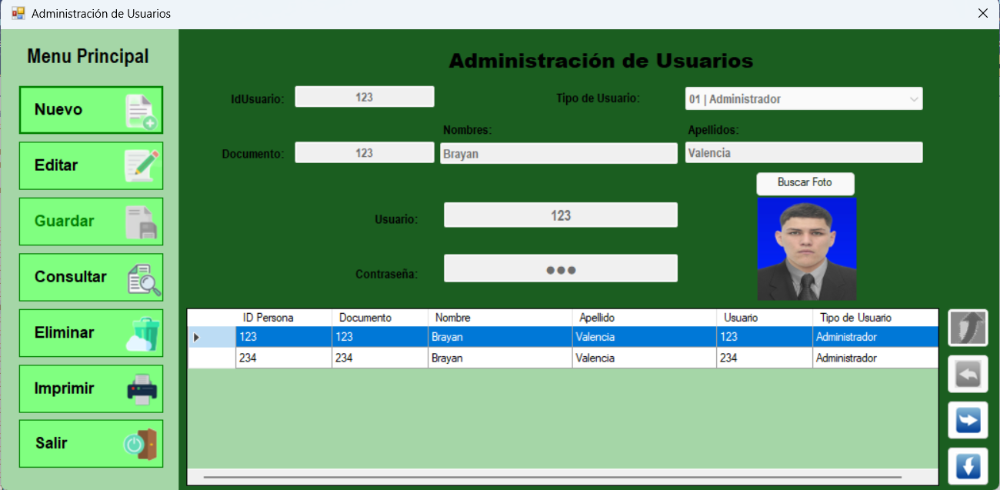 Administración de Usuarios
Menu Principal
Nuevo
Editar
Guardar
Consultar
Eliminar
Imprimir
Salir
Administración de Usuarios
IdUsuario: 123 Tipo de Usuario: 01 | Administrador
Nombres: Apellidos:
Documento: 123 Brayan Valencia
Buscar Foto
Usuario: 123
Contraseña: ●●●
ID Persona Documento Nombre Apellido Usuario Tipo de Usuario
123 123 Brayan Valencia 123 Administrador
234 234 Brayan Valencia 234 Administrador